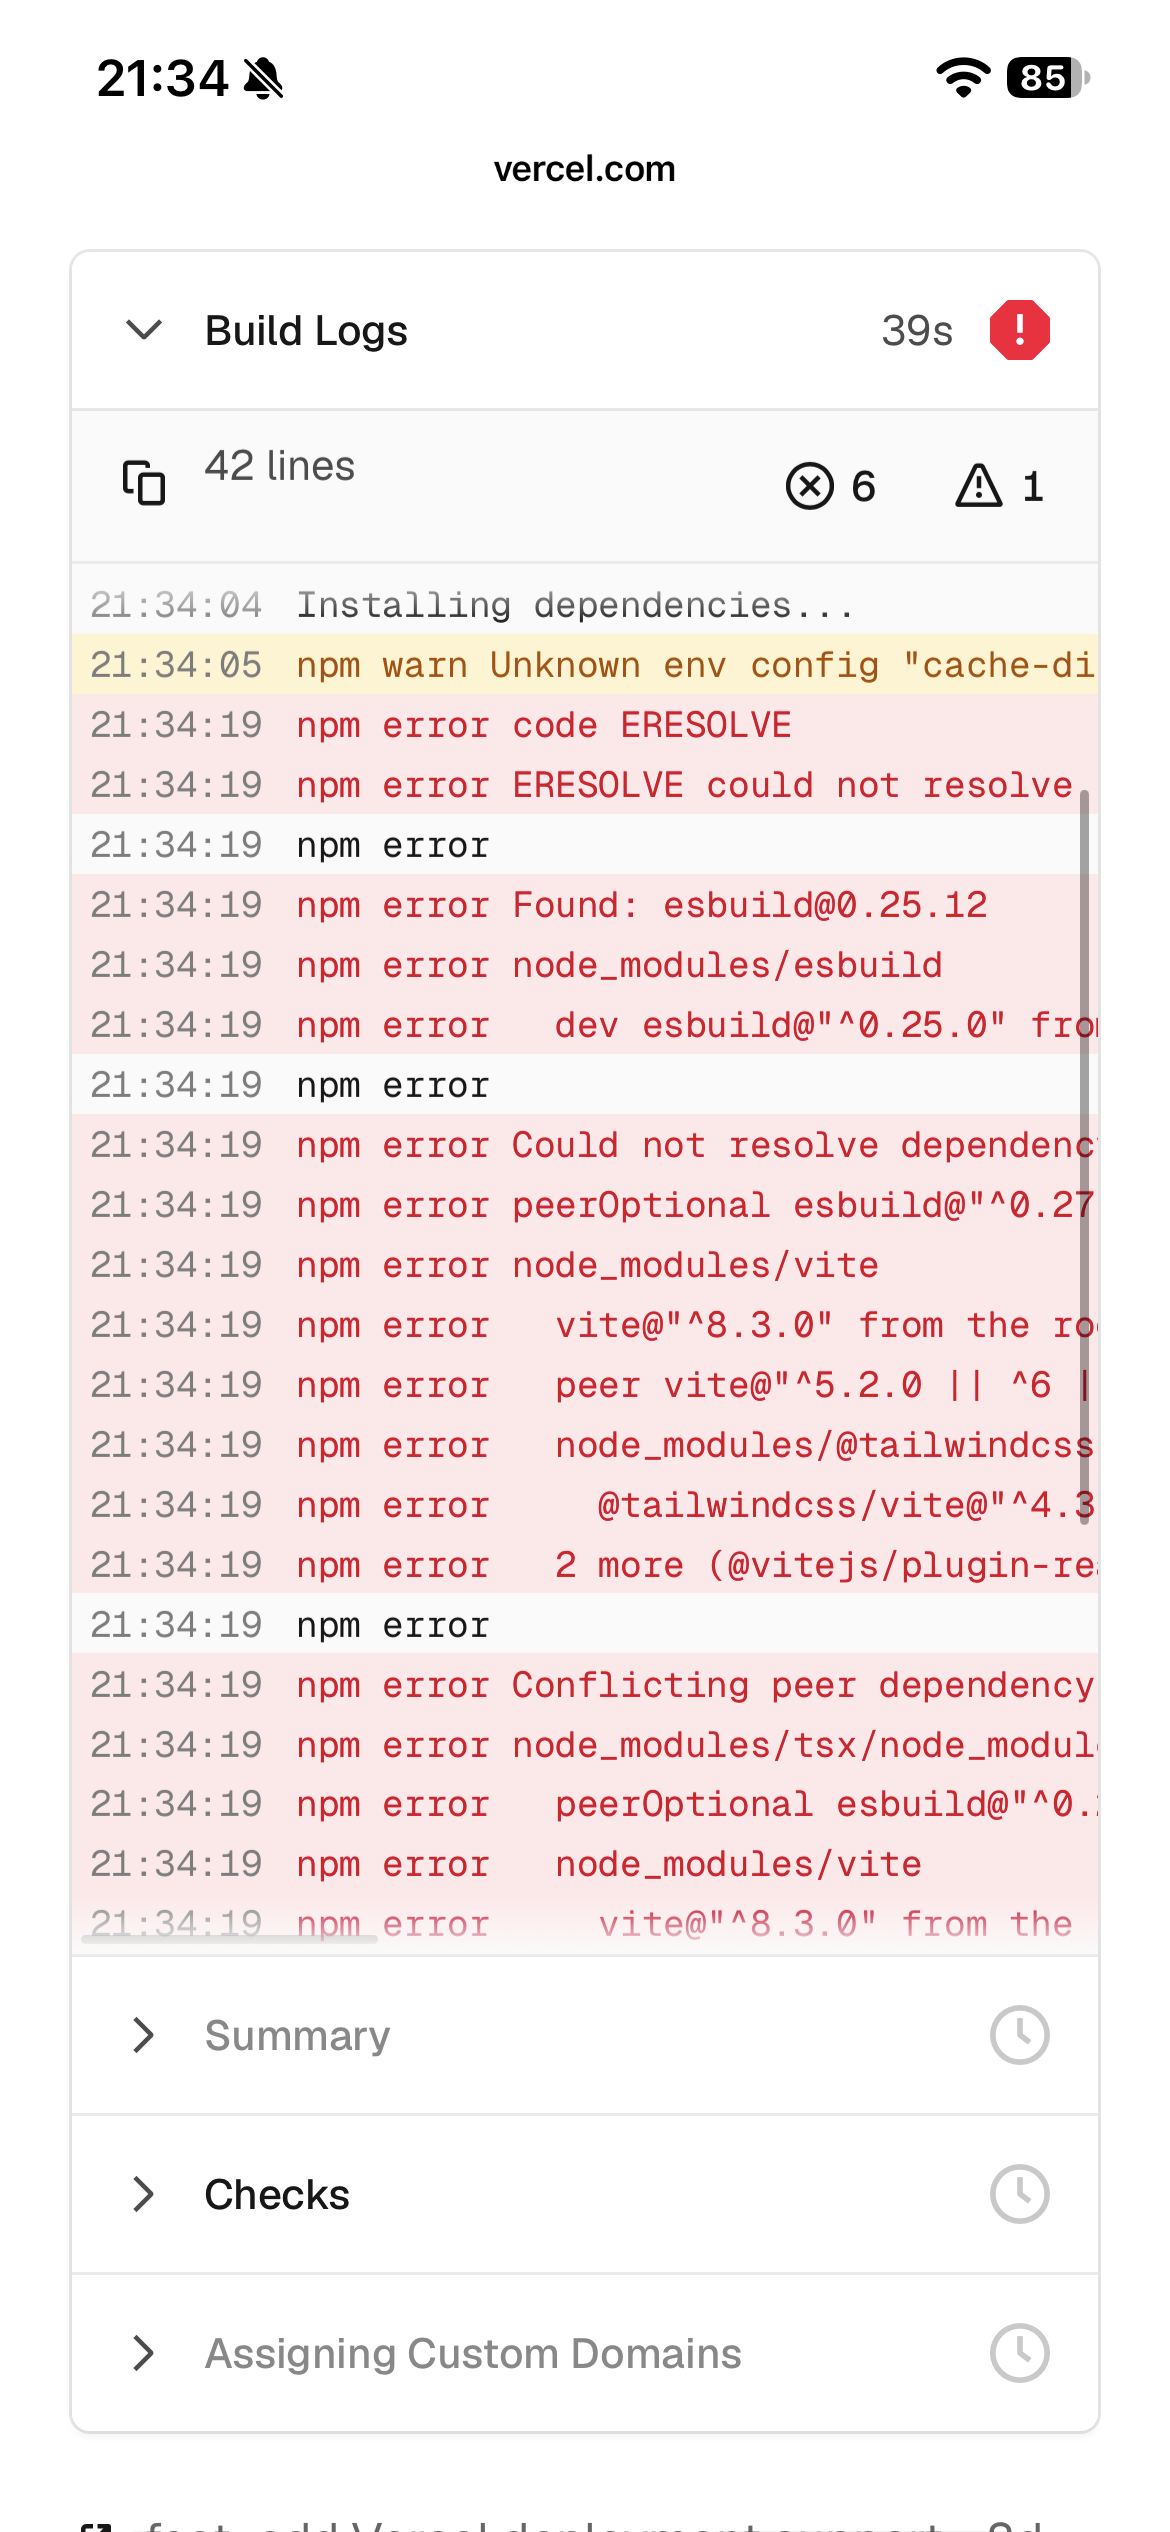 21:34
85
vercel.com
Build Logs 39s
42 lines 6 1
21:34:04 Installing dependencies...
21:34:05 npm warn Unknown env config "cache-di
21:34:19 npm error code ERESOLVE
21:34:19 npm error ERESOLVE could not resolve
21:34:19 npm error
21:34:19 npm error Found: esbuild@0.25.12
21:34:19 npm error node_modules/esbuild
21:34:19 npm error   dev esbuild@"^0.25.0" from
21:34:19 npm error
21:34:19 npm error Could not resolve dependenc
21:34:19 npm error peerOptional esbuild@"^0.27
21:34:19 npm error node_modules/vite
21:34:19 npm error   vite@"^8.3.0" from the ro
21:34:19 npm error   peer vite@"^5.2.0 || ^6 |
21:34:19 npm error   node_modules/@tailwindcss
21:34:19 npm error     @tailwindcss/vite@"^4.3
21:34:19 npm error   2 more (@vitejs/plugin-rea
21:34:19 npm error
21:34:19 npm error Conflicting peer dependency
21:34:19 npm error node_modules/tsx/node_modul
21:34:19 npm error   peerOptional esbuild@"^0.
21:34:19 npm error   node_modules/vite
21:34:19 npm error     vite@"^8.3.0" from the
Summary
Checks
Assigning Custom Domains
feat: add Vercel deployment support